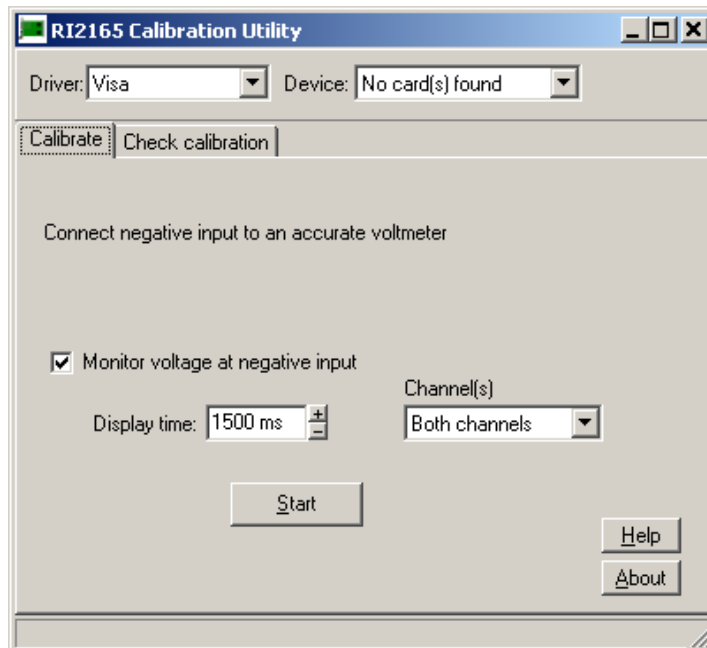 RI2165 Calibration Utility
Driver: Visa Device: No card(s) found
Calibrate Check calibration
Connect negative input to an accurate voltmeter
Monitor voltage at negative input
Channel(s)
Display time: 1500 ms Both channels
Start
Help
About